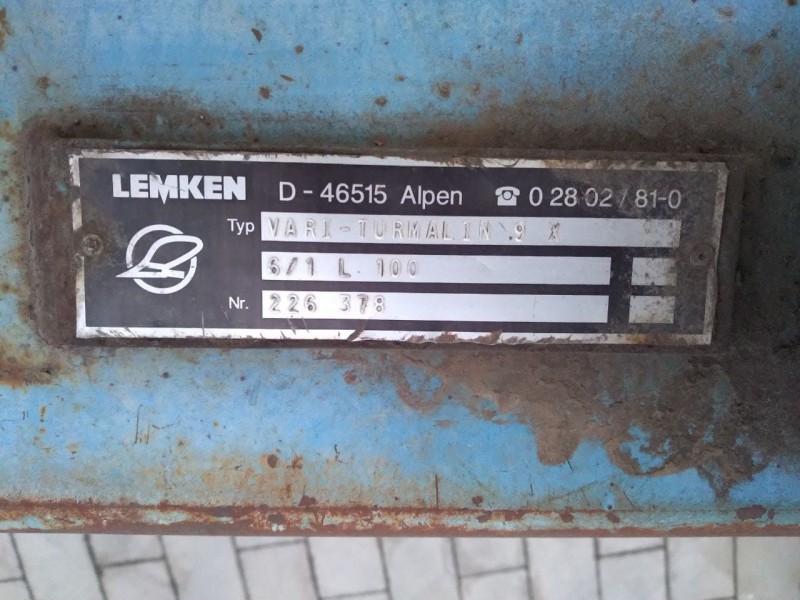 LEMKEN D - 46515 Alpen ☎ 0 28 02 / 81-0
Typ VARI-TURMALIN 9 X
6/1 L 100
Nr. 226 378